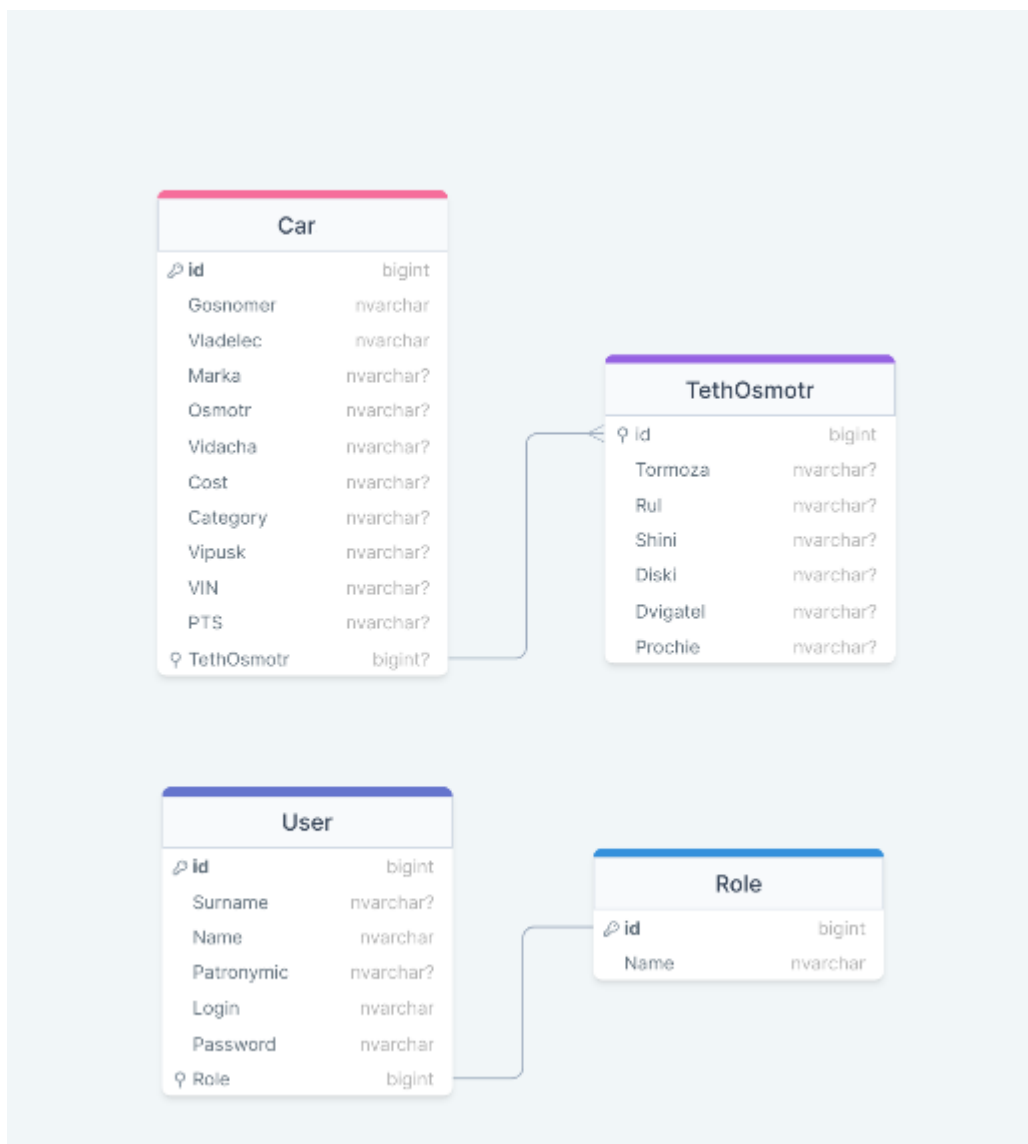 Car
id bigint
Gosnomer nvarchar
Vladelec nvarchar
Marka nvarchar?
Osmotr nvarchar?
Vidacha nvarchar?
Cost nvarchar?
Category nvarchar?
Vipusk nvarchar?
VIN nvarchar?
PTS nvarchar?
TethOsmotr bigint?
TethOsmotr
id bigint
Tormoza nvarchar?
Rul nvarchar?
Shini nvarchar?
Diski nvarchar?
Dvigatel nvarchar?
Prochie nvarchar?
User
id bigint
Surname nvarchar?
Name nvarchar
Patronymic nvarchar?
Login nvarchar
Password nvarchar
Role bigint
Role
id bigint
Name nvarchar